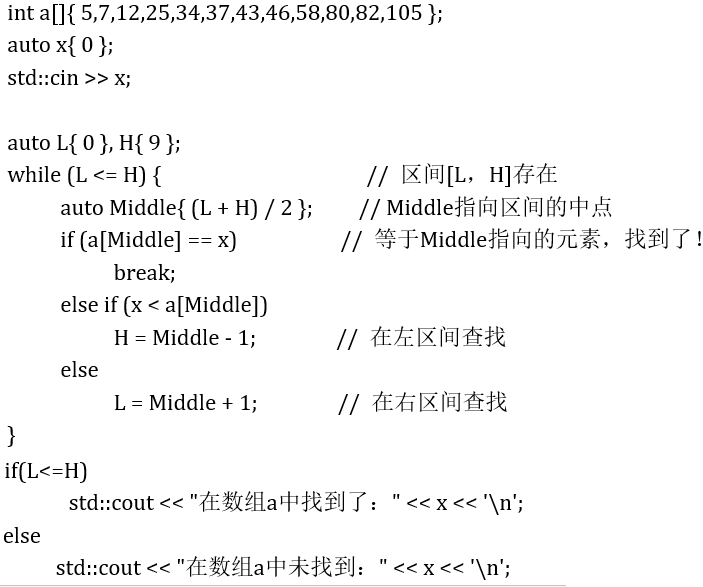 int a[]{ 5,7,12,25,34,37,43,46,58,80,82,105 };
auto x{ 0 };
std::cin >> x;
auto L{ 0 }, H{ 9 };
while (L <= H) { // 区间[L，H]存在
auto Middle{ (L + H) / 2 }; // Middle指向区间的中点
if (a[Middle] == x) // 等于Middle指向的元素，找到了！
break;
else if (x < a[Middle])
H = Middle - 1; // 在左区间查找
else
L = Middle + 1; // 在右区间查找
}
if(L<=H)
std::cout << "在数组a中找到了：" << x << '\n';
else
std::cout << "在数组a中未找到：" << x << '\n';